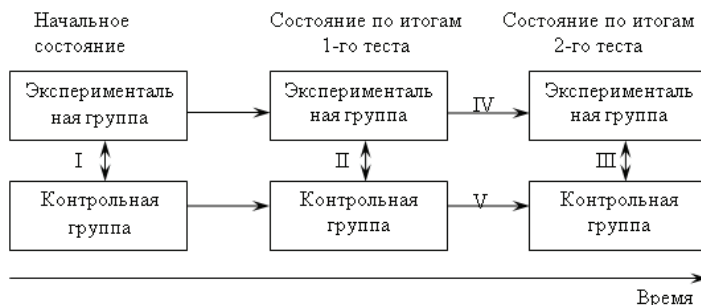 Начальное
состояние
Состояние по итогам
1-го теста
Состояние по итогам
2-го теста
Эксперименталь
ная группа
Эксперименталь
ная группа
IV
Эксперименталь
ная группа
I
II
III
Контрольная
группа
Контрольная
группа
V
Контрольная
группа
Время